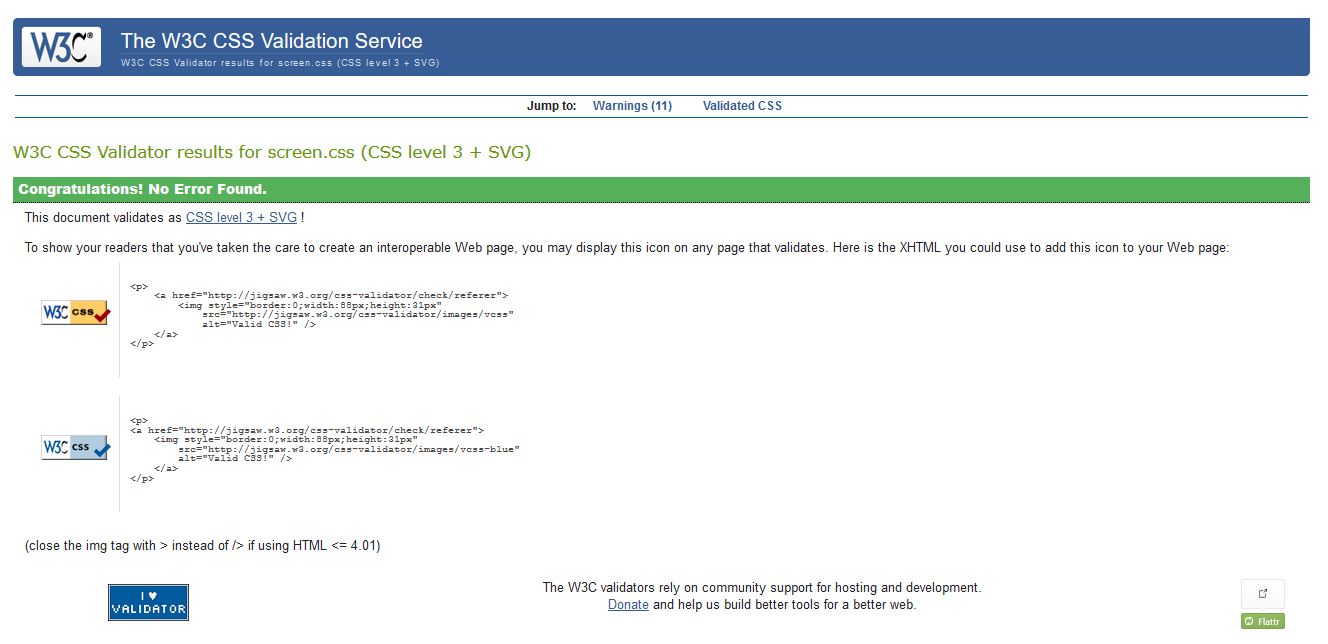 W3C®
The W3C CSS Validation Service
W3C CSS Validator results for screen.css (CSS level 3 + SVG)
Jump to: Warnings (11) Validated CSS
W3C CSS Validator results for screen.css (CSS level 3 + SVG)
Congratulations! No Error Found.
This document validates as CSS level 3 + SVG !
To show your readers that you've taken the care to create an interoperable Web page, you may display this icon on any page that validates. Here is the XHTML you could use to add this icon to your Web page:
W3C css
<p>
<a href="http://jigsaw.w3.org/css-validator/check/referer">
<img style="border:0;width:88px;height:31px"
src="http://jigsaw.w3.org/css-validator/images/vcss"
alt="Valid CSS!" />
</a>
</p>
W3C css
<p>
<a href="http://jigsaw.w3.org/css-validator/check/referer">
<img style="border:0;width:88px;height:31px"
src="http://jigsaw.w3.org/css-validator/images/vcss-blue"
alt="Valid CSS!" />
</a>
</p>
(close the img tag with > instead of /> if using HTML <= 4.01)
I ♥
VALIDATOR
The W3C validators rely on community support for hosting and development.
Donate and help us build better tools for a better web.
Flattr